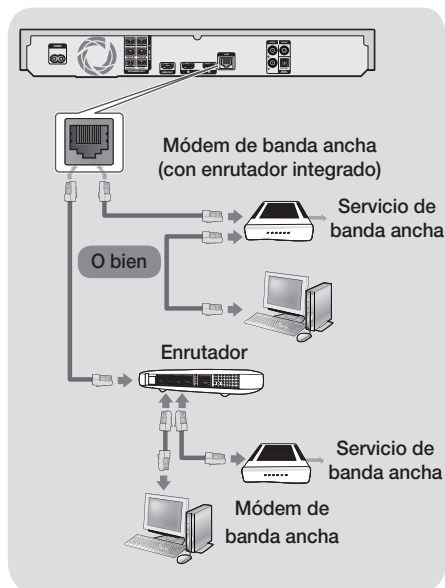 Módem de banda ancha
(con enrutador integrado)
Servicio de
banda ancha
O bien
Enrutador
Servicio de
banda ancha
Módem de
banda ancha